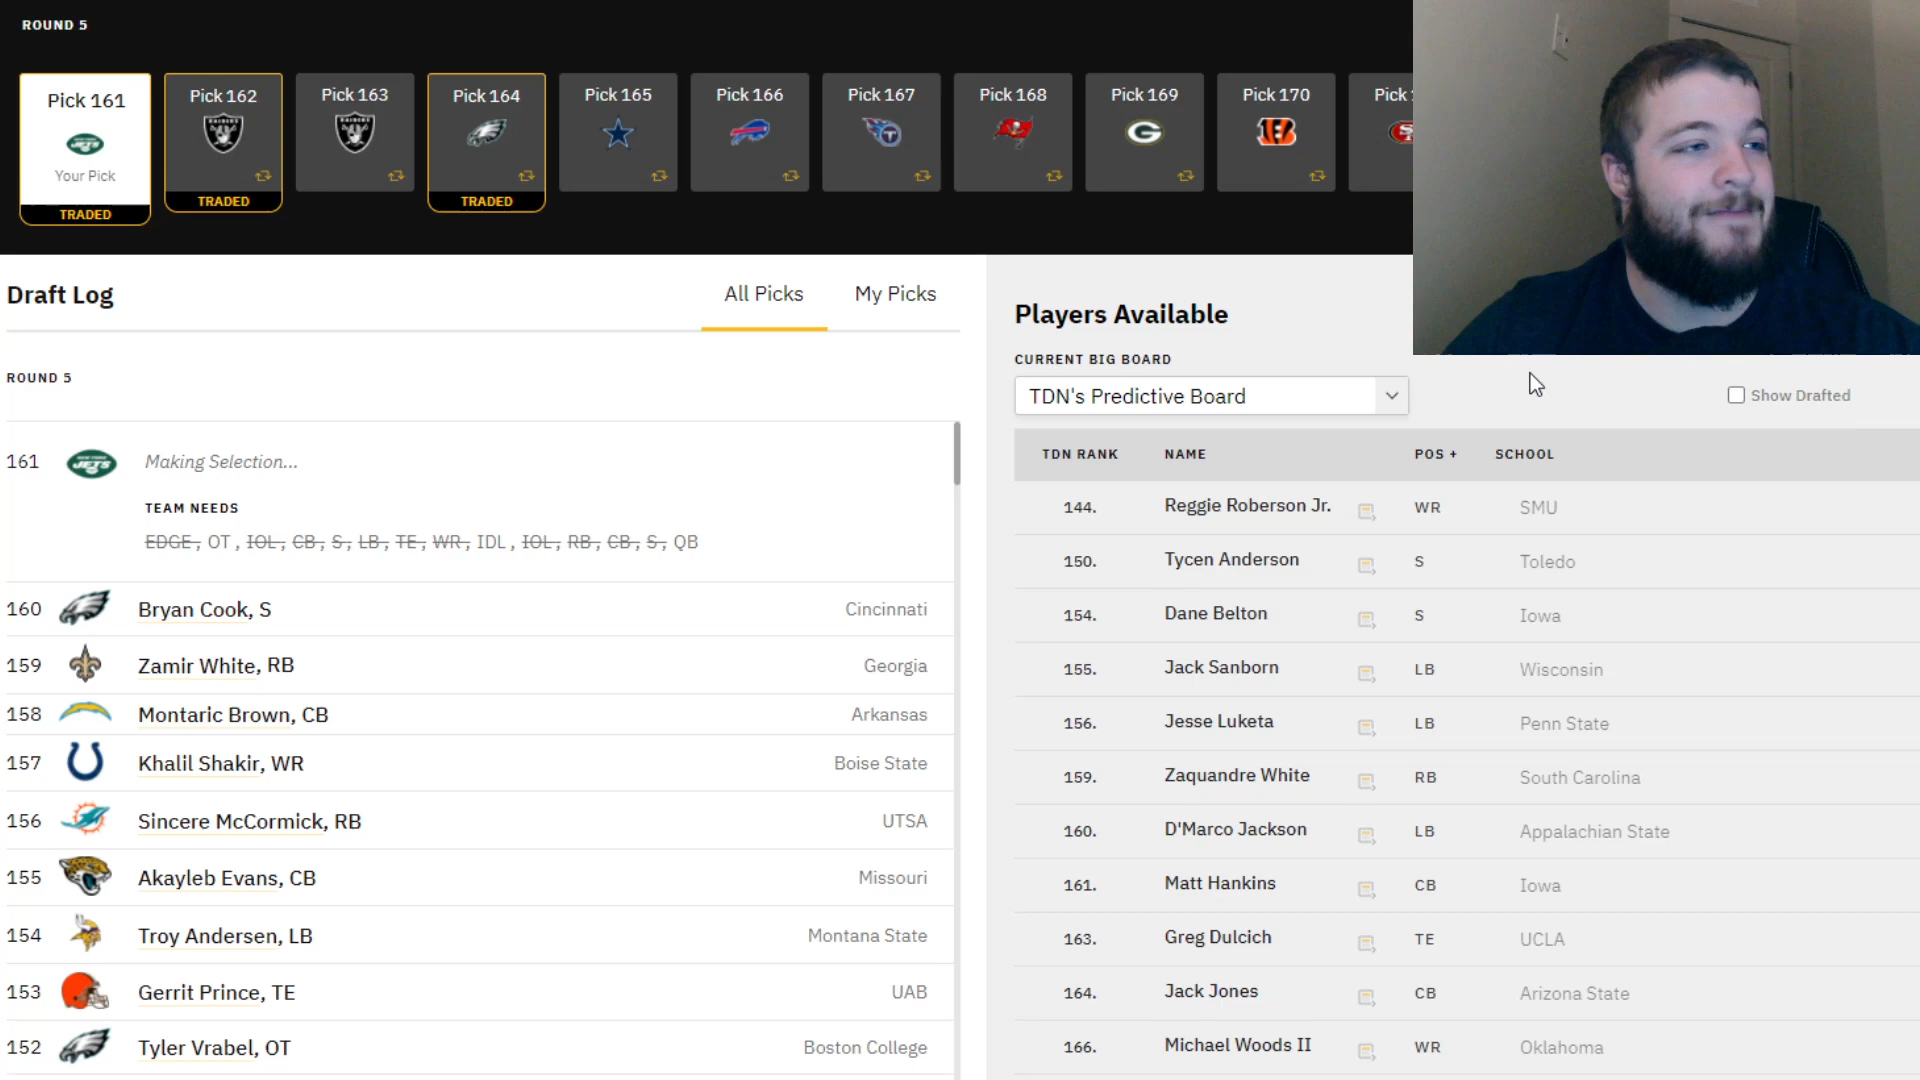 ROUND 5
Pick 161
Your Pick
TRADED
Pick 162
TRADED
Pick 163
Pick 164
TRADED
Pick 165
Pick 166
Pick 167
Pick 168
Pick 169
Pick 170
Pick
Draft Log
All Picks
My Picks
ROUND 5
161 JETS Making Selection...
TEAM NEEDS
EDGE, OT, IOL, CB, S, LB, TE, WR, IDL, IOL, RB, CB, S, QB
160 Bryan Cook, S Cincinnati
159 Zamir White, RB Georgia
158 Montaric Brown, CB Arkansas
157 Khalil Shakir, WR Boise State
156 Sincere McCormick, RB UTSA
155 Akayleb Evans, CB Missouri
154 Troy Andersen, LB Montana State
153 Gerrit Prince, TE UAB
152 Tyler Vrabel, OT Boston College
Players Available
CURRENT BIG BOARD
TDN's Predictive Board
Show Drafted
TDN RANK NAME POS + SCHOOL
144. Reggie Roberson Jr. WR SMU
150. Tycen Anderson S Toledo
154. Dane Belton S Iowa
155. Jack Sanborn LB Wisconsin
156. Jesse Luketa LB Penn State
159. Zaquandre White RB South Carolina
160. D'Marco Jackson LB Appalachian State
161. Matt Hankins CB Iowa
163. Greg Dulcich TE UCLA
164. Jack Jones CB Arizona State
166. Michael Woods II WR Oklahoma